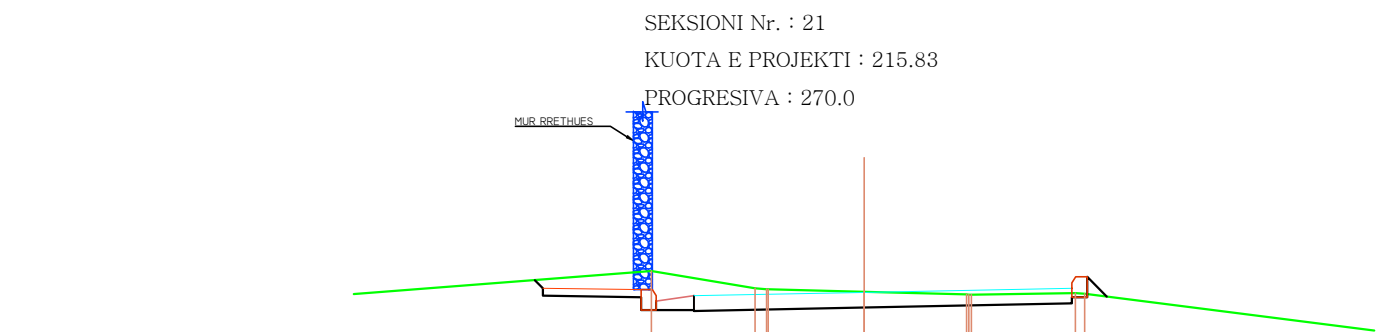 SEKSIONI Nr. : 21
KUOTA E PROJEKTI : 215.83
PROGRESIVA : 270.0
MUR RRETHUES